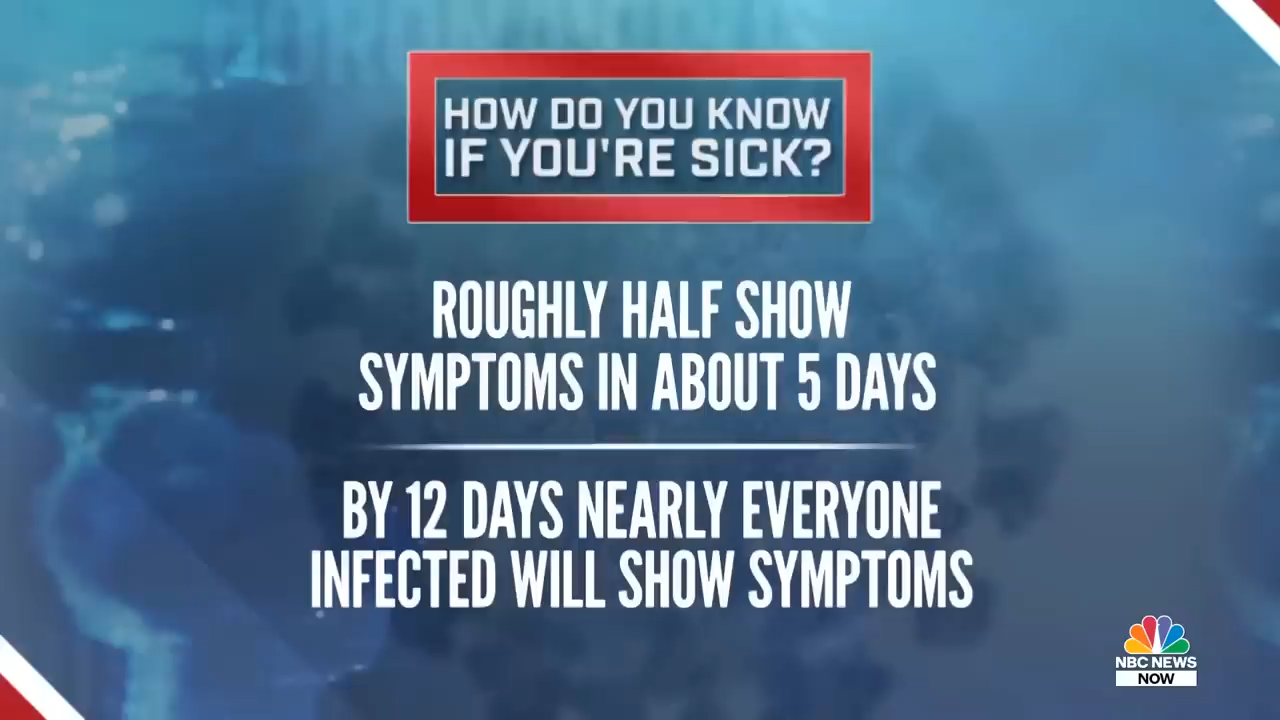 HOW DO YOU KNOW
IF YOU'RE SICK?
ROUGHLY HALF SHOW
SYMPTOMS IN ABOUT 5 DAYS
BY 12 DAYS NEARLY EVERYONE
INFECTED WILL SHOW SYMPTOMS
NBC NEWS
NOW